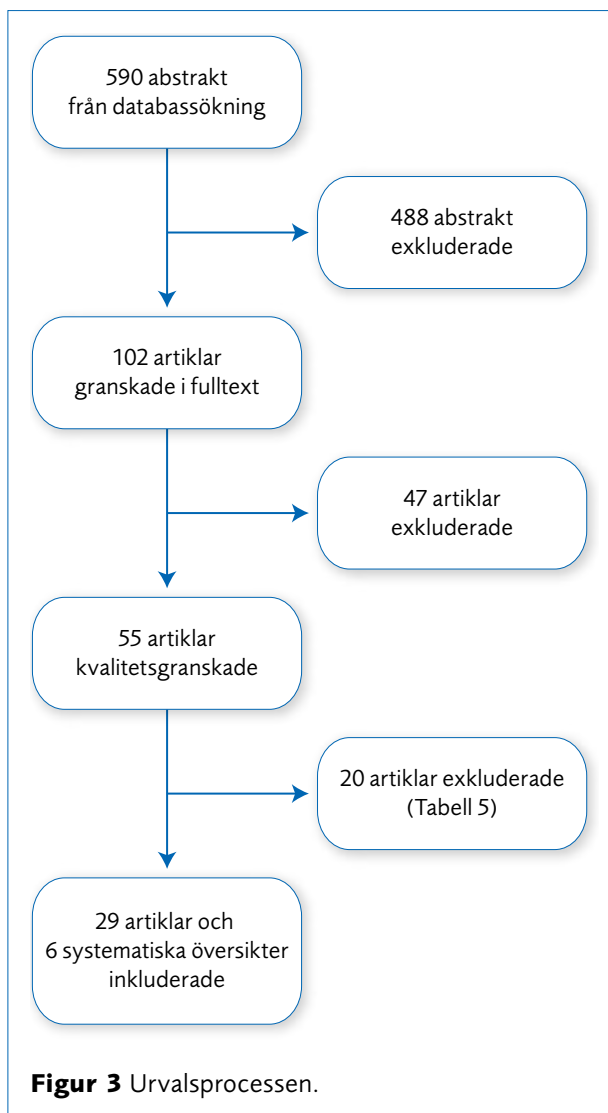 590 abstrakt
från databassökning
488 abstrakt
exkluderade
102 artiklar
granskade i fulltext
47 artiklar
exkluderade
55 artiklar
kvalitetsgranskade
20 artiklar exkluderade
(Tabell 5)
29 artiklar och
6 systematiska översikter
inkluderade
Figur 3 Urvalsprocessen.